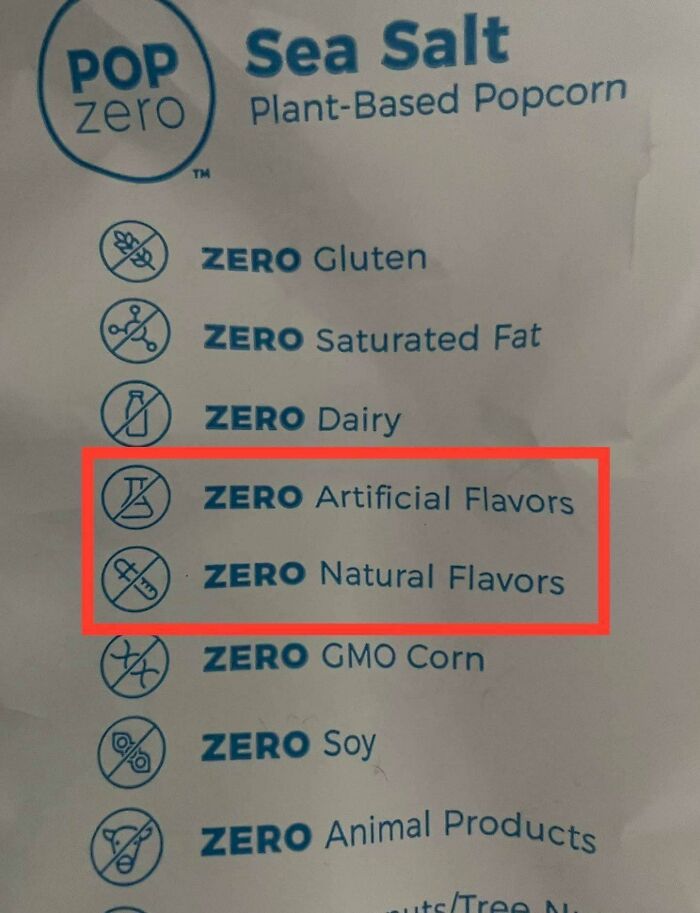 POP
zero
TM
Sea Salt
Plant-Based Popcorn
ZERO Gluten
ZERO Saturated Fat
ZERO Dairy
ZERO Artificial Flavors
ZERO Natural Flavors
ZERO GMO Corn
ZERO Soy
ZERO Animal Products